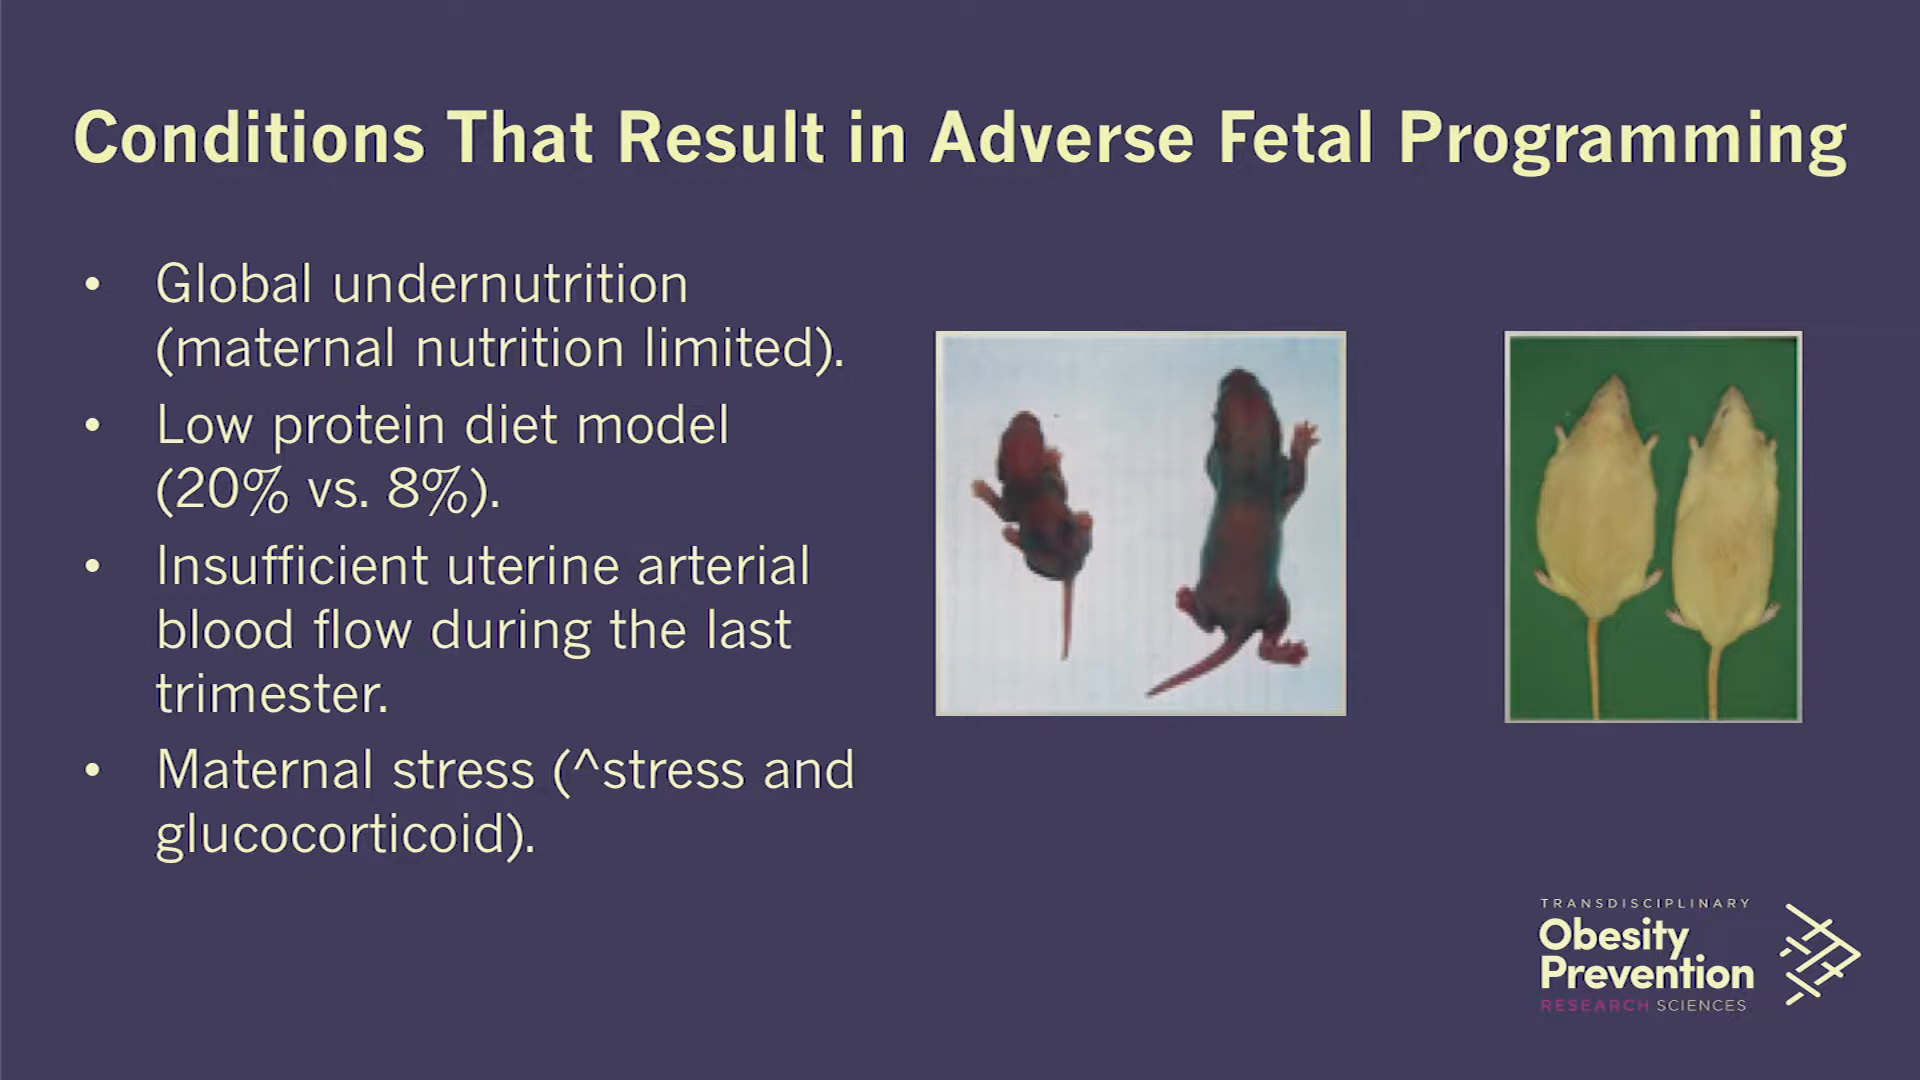 Conditions That Result in Adverse Fetal Programming
• Global undernutrition
(maternal nutrition limited).
• Low protein diet model
(20% vs. 8%).
• Insufficient uterine arterial
blood flow during the last
trimester.
• Maternal stress (^stress and
glucocorticoid).
TRANSDISCIPLINARY
Obesity
Prevention
RESEARCH SCIENCES